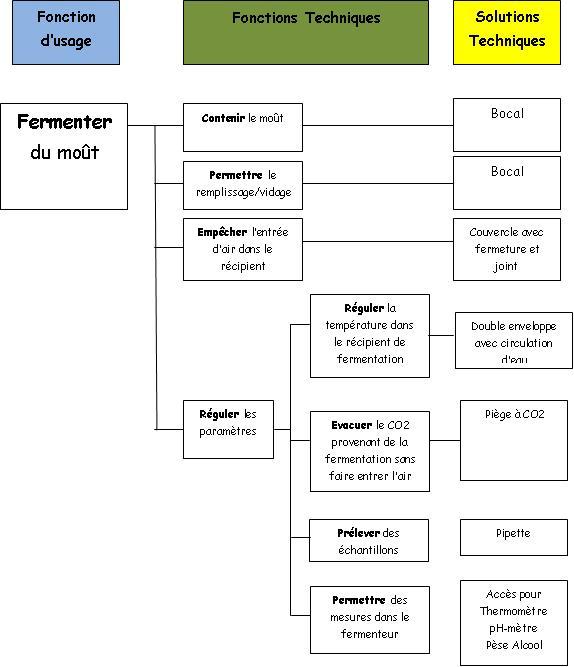 Fonction
d'usage
Fonctions Techniques
Solutions
Techniques
Fermenter
du moût
Contenir le moût
Bocal
Permettre le
remplissage/vidage
Bocal
Empêcher l'entrée
d'air dans le
récipient
Couvercle avec
fermeture et
joint
Réguler les
paramètres
Réguler la
température dans
le récipient de
fermentation
Double enveloppe
avec circulation
d'eau
Evacuer le CO2
provenant de la
fermentation sans
faire entrer l'air
Piège à CO2
Prélever des
échantillons
Pipette
Permettre des
mesures dans le
fermenteur
Accès pour
Thermomètre
pH-mètre
Pèse Alcool